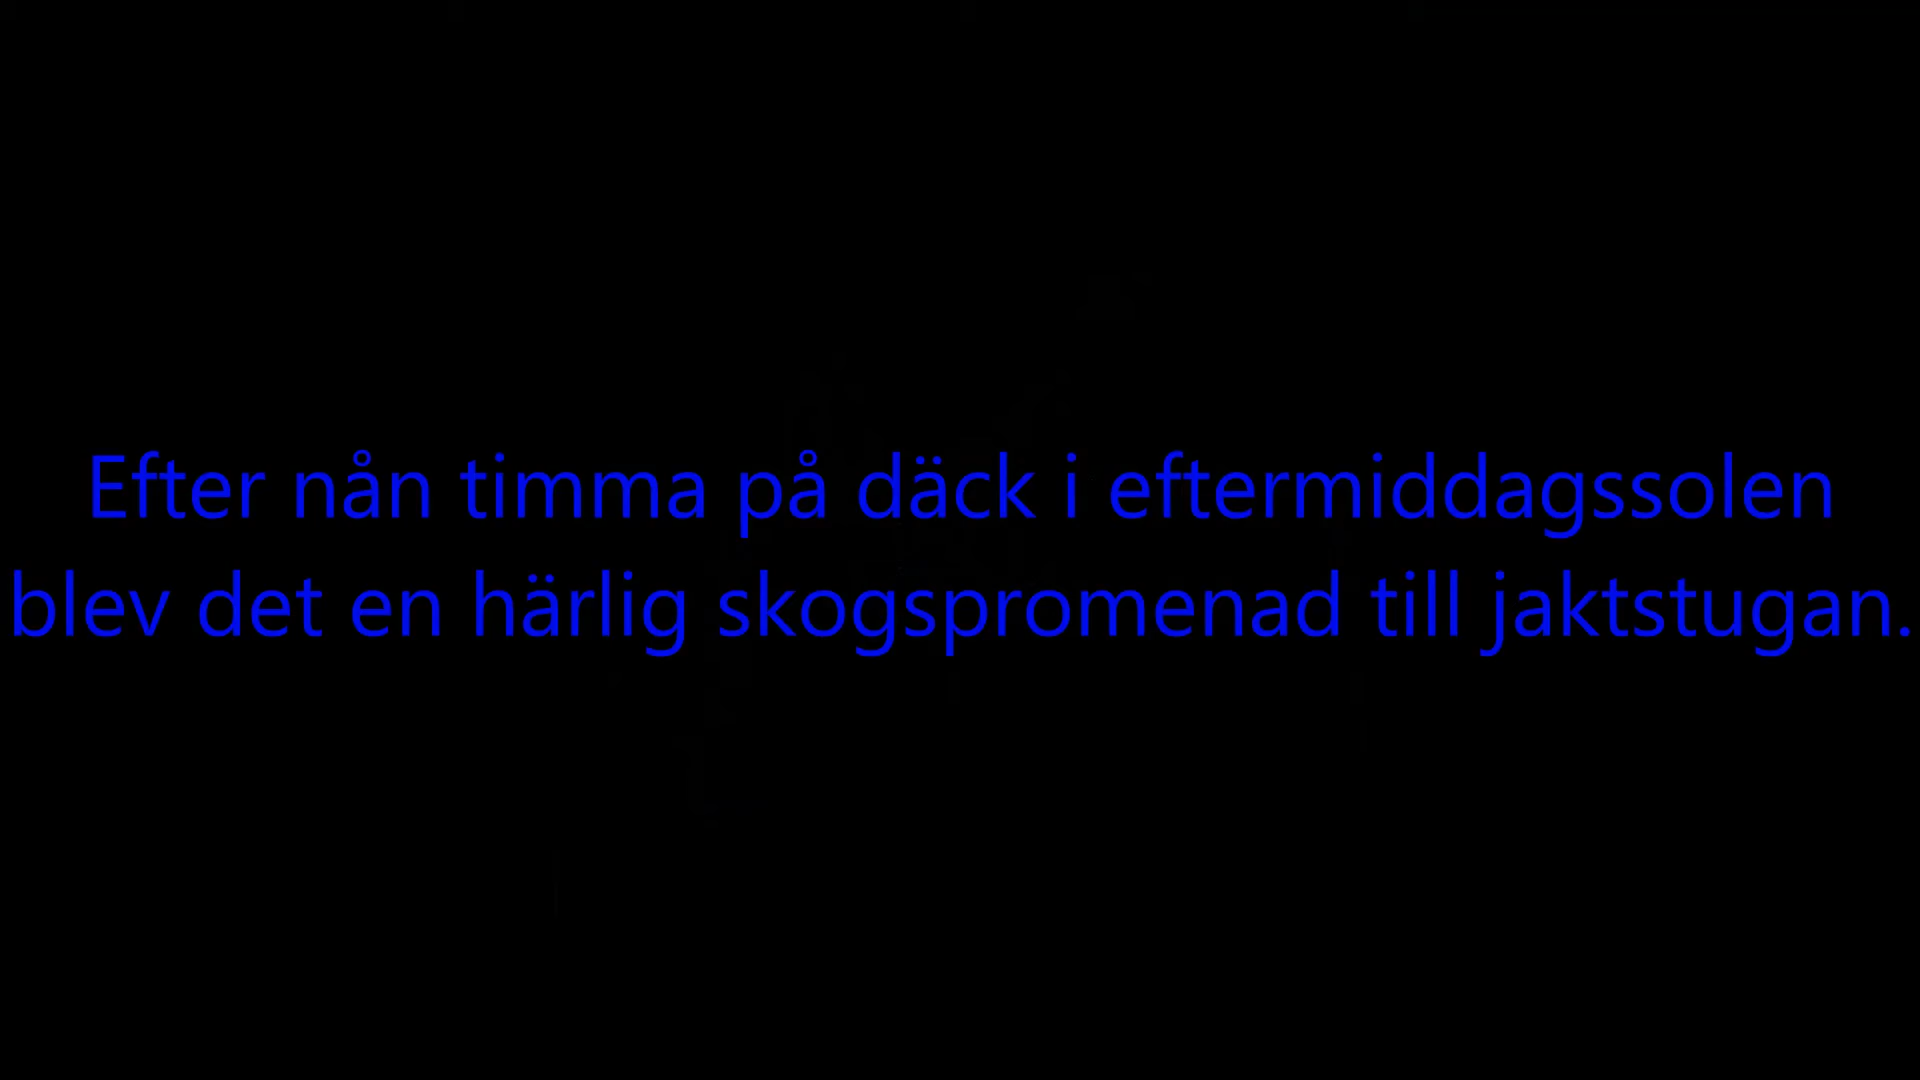 Efter nån timma på däck i eftermiddagssolen
blev det en härlig skogspromenad till jaktstugan.